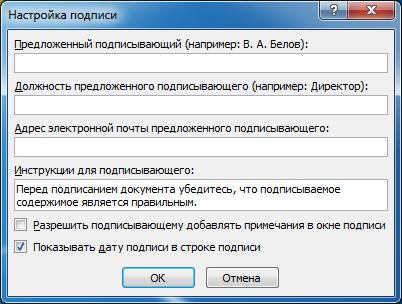 Настройка подписи
Предложенный подписывающий (например: В. А. Белов):
Должность предложенного подписывающего (например: Директор):
Адрес электронной почты предложенного подписывающего:
Инструкции для подписывающего:
Перед подписанием документа убедитесь, что подписываемое
содержимое является правильным.
Разрешить подписывающему добавлять примечания в окне подписи
Показывать дату подписи в строке подписи
ОК
Отмена